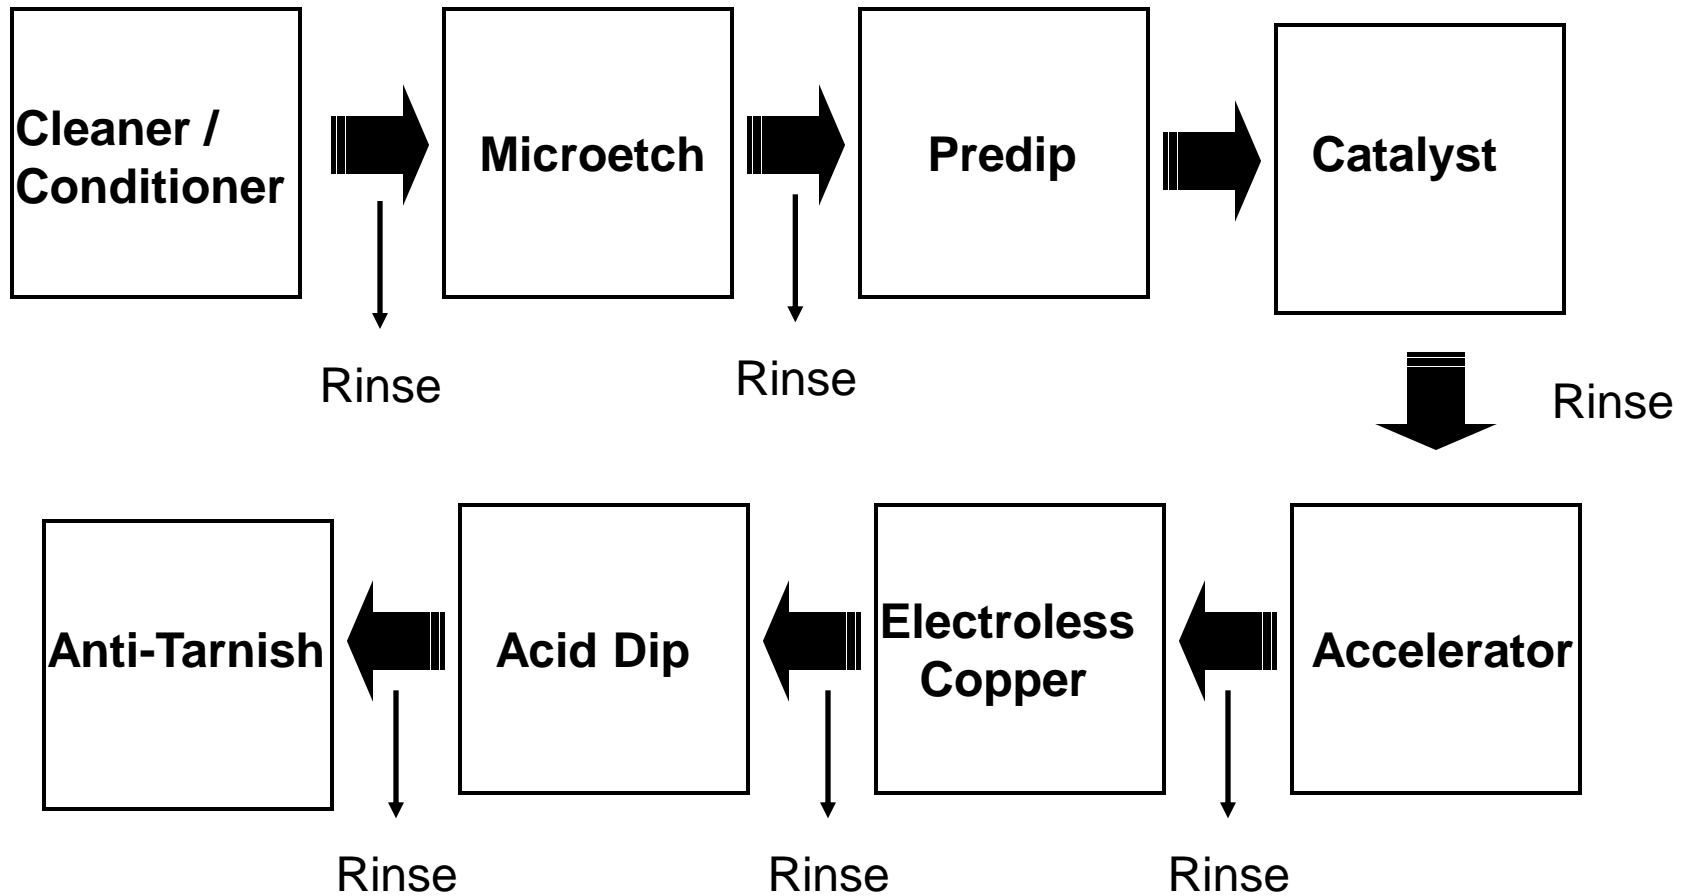 Cleaner /
Conditioner
Microetch
Predip
Catalyst
Rinse
Rinse
Rinse
Accelerator
Electroless
Copper
Acid Dip
Anti-Tarnish
Rinse
Rinse
Rinse